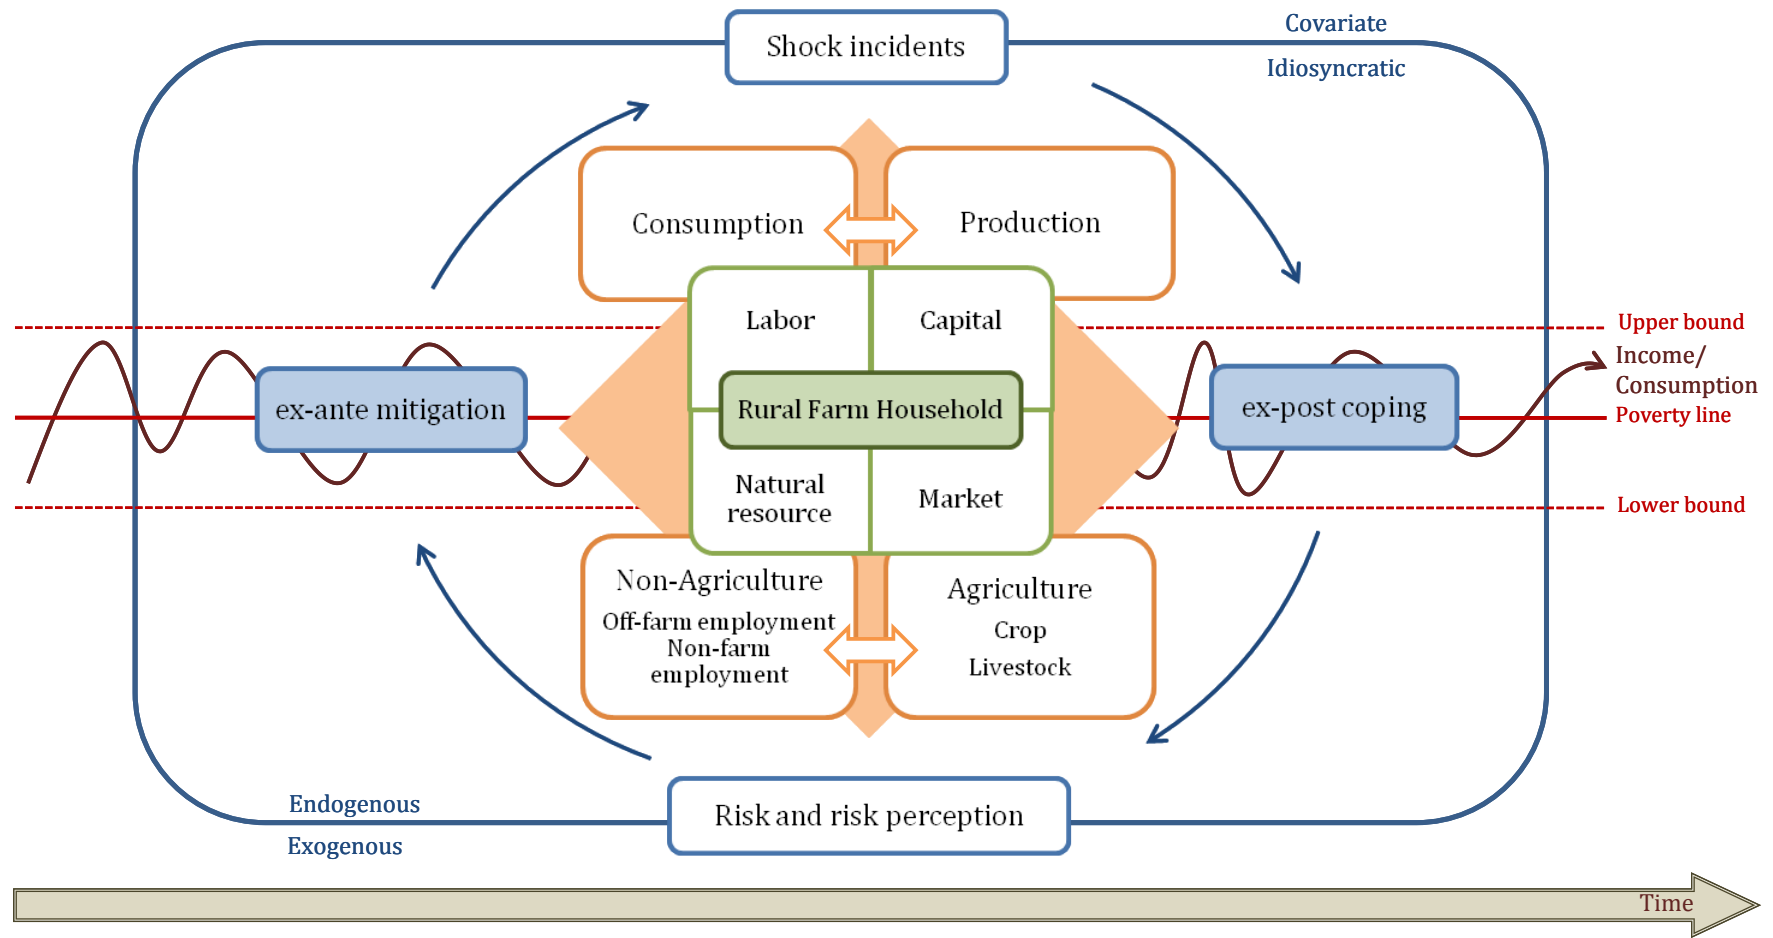 Covariate
Shock incidents
Idiosyncratic
Consumption
Production
Labor
Capital
Upper bound
Income/
Consumption
ex-ante mitigation
Rural Farm Household
ex-post coping
Poverty line
Natural
resource
Market
Lower bound
Non-Agriculture
Off-farm employment
Non-farm
employment
Agriculture
Crop
Livestock
Endogenous
Risk and risk perception
Exogenous
Time